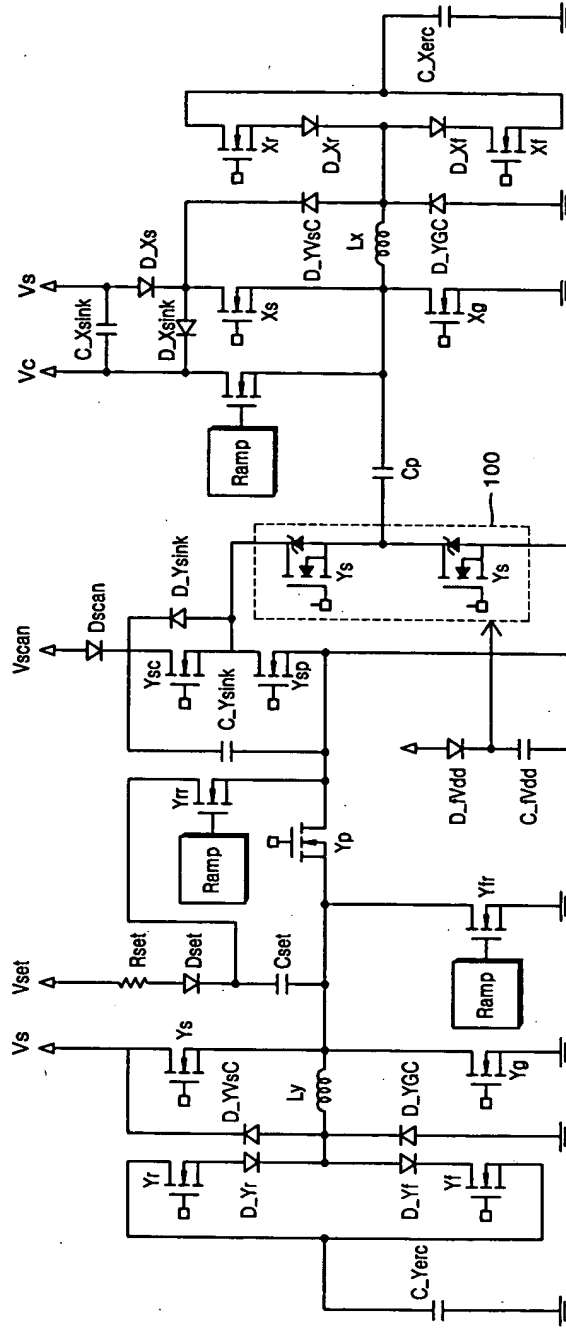 Vs
Vset
Vscan
Vc
Vs
Rset
Dset
Dscan
D_Ysink
C_Xsink
D_Xs
D_Xsink
Yr
D_YVsC
Ys
Cset
Ramp
Yrr
C_Ysink
Ysc
Ysp
Ramp
Xs
D_YVsC
Xr
D_Xr
C_Xerc
D_Yr
Ly
Yp
Ys
Cp
Lx
D_Yf
D_YGC
Yf
Yg
C_Yerc
Ramp
Yfr
D_fVdd
C_fVdd
Ys
100
Xg
D_YGC
D_Xf
Xf